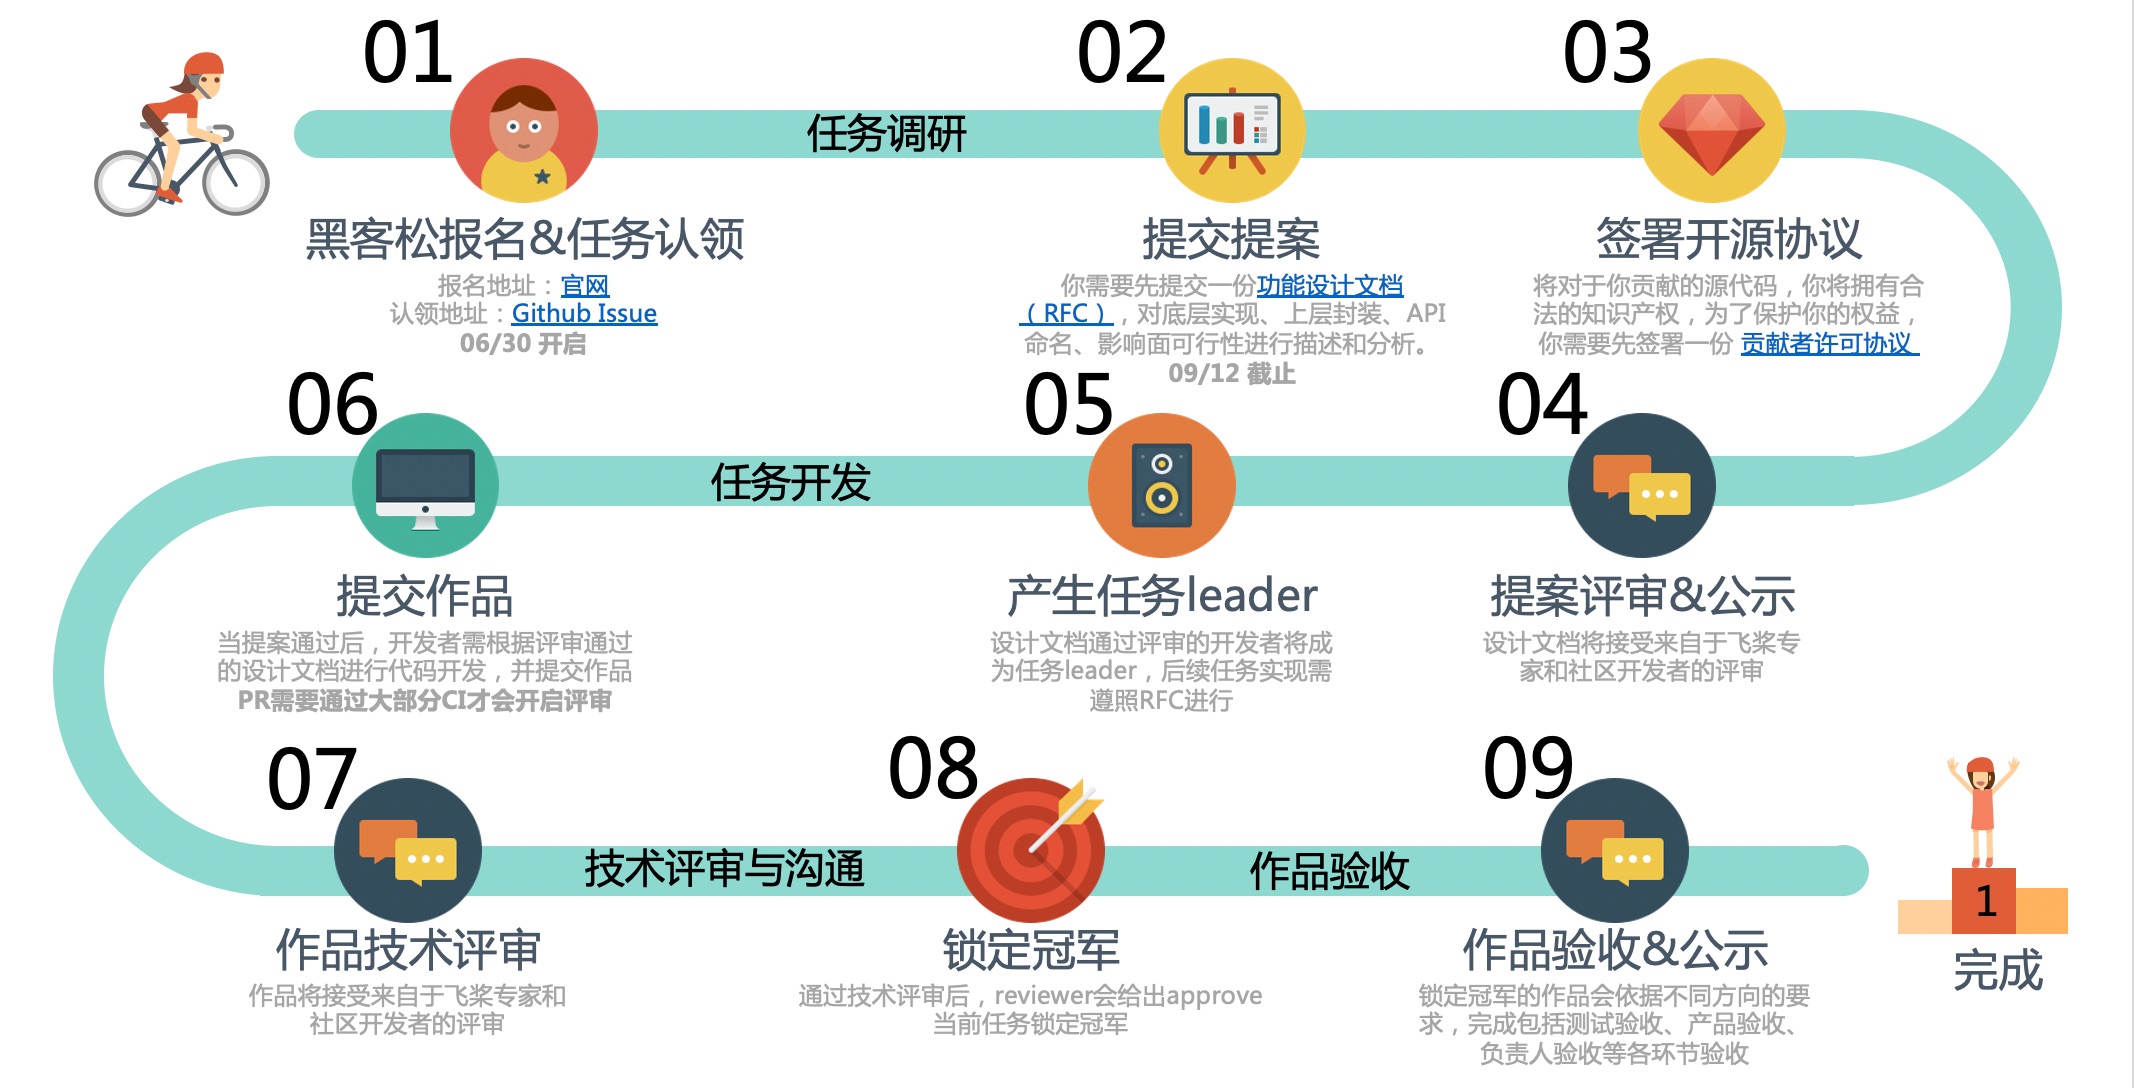 01
任务调研
02
03
黑客松报名&任务认领
报名地址：官网
认领地址：Github Issue
06/30 开启
提交提案
你需要先提交一份功能设计文档
（RFC），对底层实现、上层封装、API
命名、影响面可行性进行描述和分析。
09/12 截止
签署开源协议
将对于你贡献的源代码，你将拥有合
法的知识产权，为了保护你的权益，
你需要先签署一份 贡献者许可协议
04
提案评审&公示
设计文档将接受来自于飞桨专
家和社区开发者的评审
05
产生任务leader
设计文档通过评审的开发者将成
为任务leader，后续任务实现需
遵照RFC进行
任务开发
06
提交作品
当提案通过后，开发者需根据评审通过
的设计文档进行代码开发，并提交作品
PR需要通过大部分CI才会开启评审
07
作品技术评审
作品将接受来自于飞桨专家和
社区开发者的评审
技术评审与沟通
08
锁定冠军
通过技术评审后，reviewer会给出approve
当前任务锁定冠军
作品验收
09
作品验收&公示
锁定冠军的作品会依据不同方向的要
求，完成包括测试验收、产品验收、
负责人验收等各环节验收
1
完成